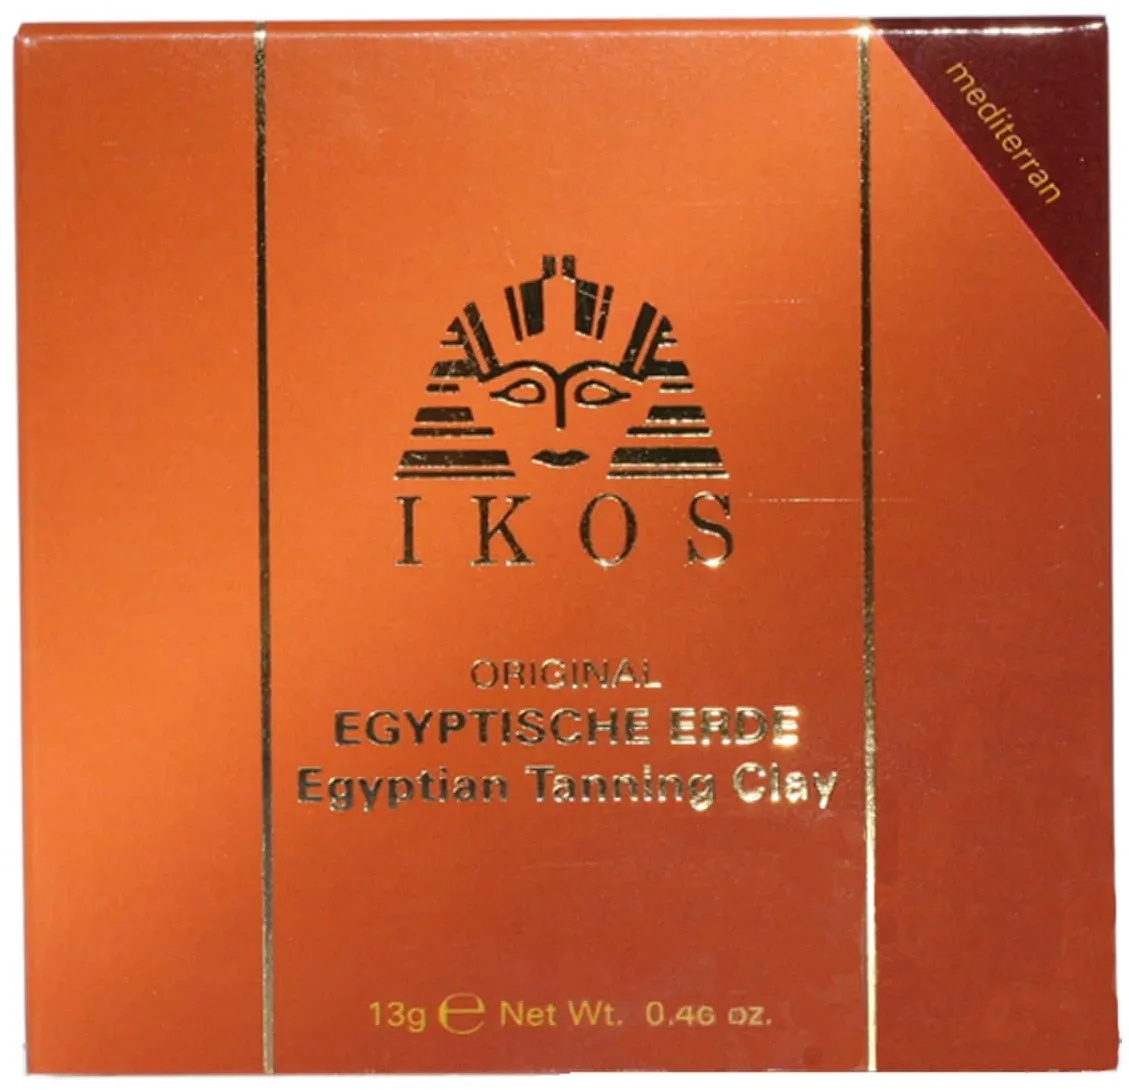 mediterran
IKOS
ORIGINAL
EGYPTISCHE ERDE
Egyptian Tanning Clay
13g ℮ Net Wt. 0.46 oz.